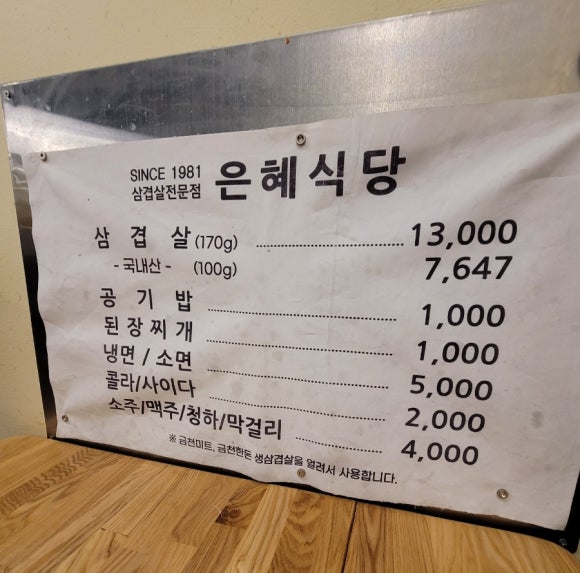 SINCE 1981
삼겹살전문점 은혜식당
삼 겹 살 (170g) 13,000
- 국내산 - (100g) 7,647
공 기 밥 1,000
된 장 찌 개 1,000
냉면 / 소면 5,000
콜라/사이다 2,000
소주/맥주/청하/막걸리 4,000
※ 금천미트, 금천한돈 생삼겹살을 얼려서 사용합니다.